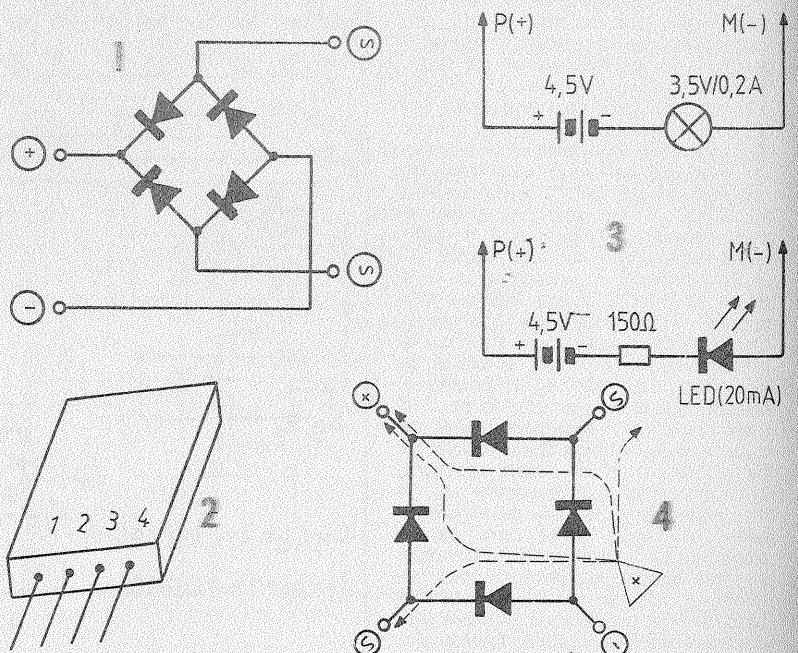 1
S
+
S
-
P(+)
M(-)
4,5V
3,5V/0,2A
+
-
3
P(+)
M(-)
4,5V
150Ω
+
-
LED(20mA)
2
1 2 3 4
4
+
S
S
-
+